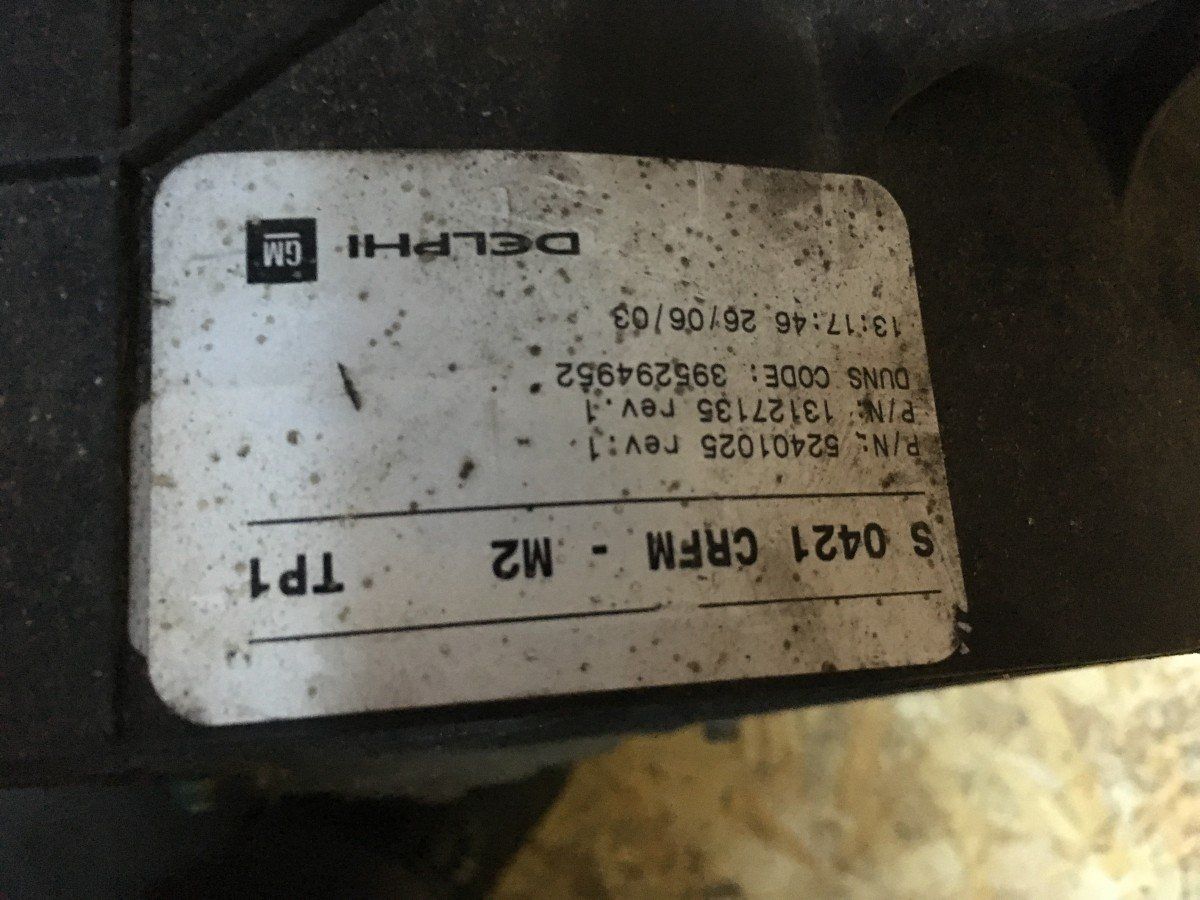 S 0421 CRFM - M2 TP1
P/N: 52401025 rev:1
P/N: 13127135 rev.1
DUNS CODE: 395294952
13:17:46 26/06/03
DELPHI GM